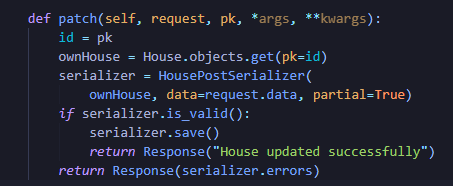 def patch(self, request, pk, *args, **kwargs):
    id = pk
    ownHouse = House.objects.get(pk=id)
    serializer = HousePostSerializer(
        ownHouse, data=request.data, partial=True)
    if serializer.is_valid():
        serializer.save()
        return Response("House updated successfully")
    return Response(serializer.errors)